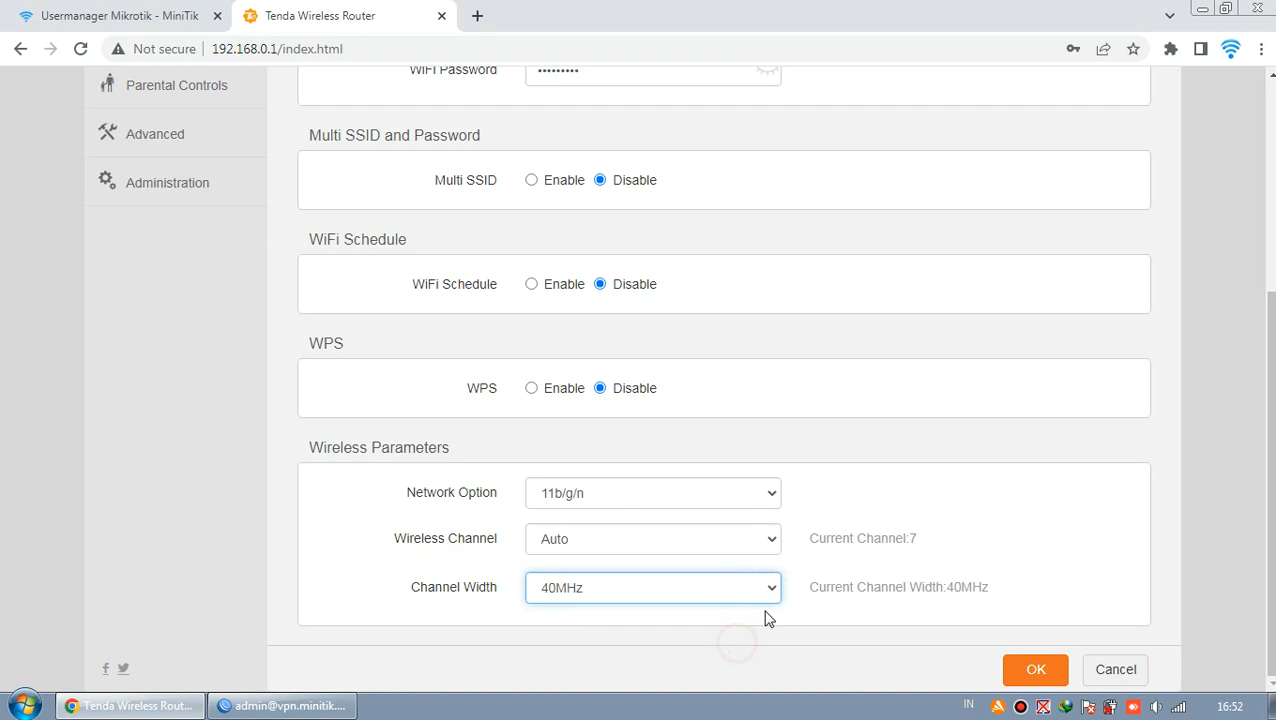 Usermanager Mikrotik - MiniTik
Tenda Wireless Router
Not secure 192.168.0.1/index.html
Parental Controls
Advanced
Administration
WiFi Password •••••••••
Multi SSID and Password
Multi SSID Enable Disable
WiFi Schedule
WiFi Schedule Enable Disable
WPS
WPS Enable Disable
Wireless Parameters
Network Option 11b/g/n
Wireless Channel Auto Current Channel:7
Channel Width 40MHz Current Channel Width:40MHz
OK Cancel
Tenda Wireless Rout... admin@vpn.minitik.... IN 16:52